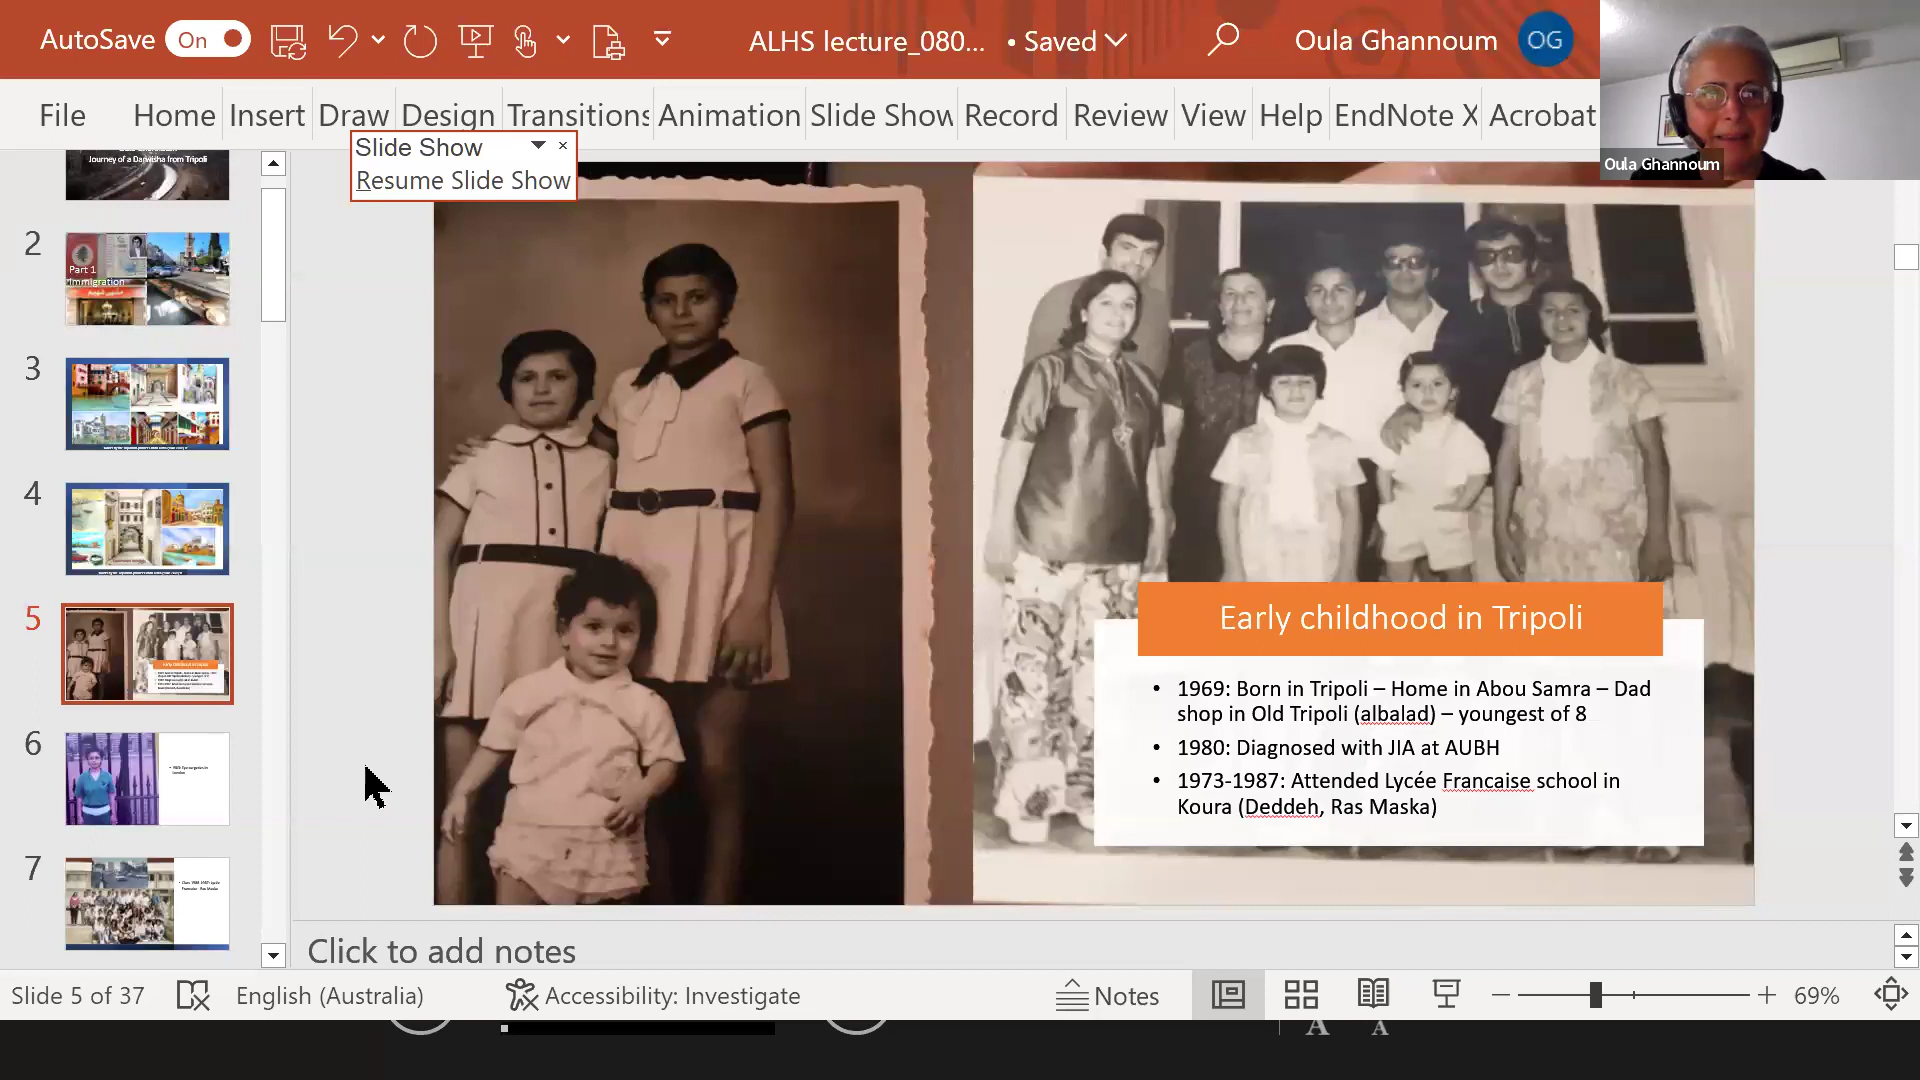 AutoSave On ALHS lecture_080... • Saved Oula Ghannoum OG
Oula Ghannoum
File Home Insert Draw Design Transitions Animation Slide Show Record Review View Help EndNote X Acrobat
Slide Show
Resume Slide Show
Journey of a Darwisha from Tripoli
2
Part 1
Immigration
3
4
5
6
7
Early childhood in Tripoli
• 1969: Born in Tripoli – Home in Abou Samra – Dad
shop in Old Tripoli (albalad) – youngest of 8
• 1980: Diagnosed with JIA at AUBH
• 1973-1987: Attended Lycée Francaise school in
Koura (Deddeh, Ras Maska)
Click to add notes
Slide 5 of 37 English (Australia) Accessibility: Investigate Notes 69%
A A